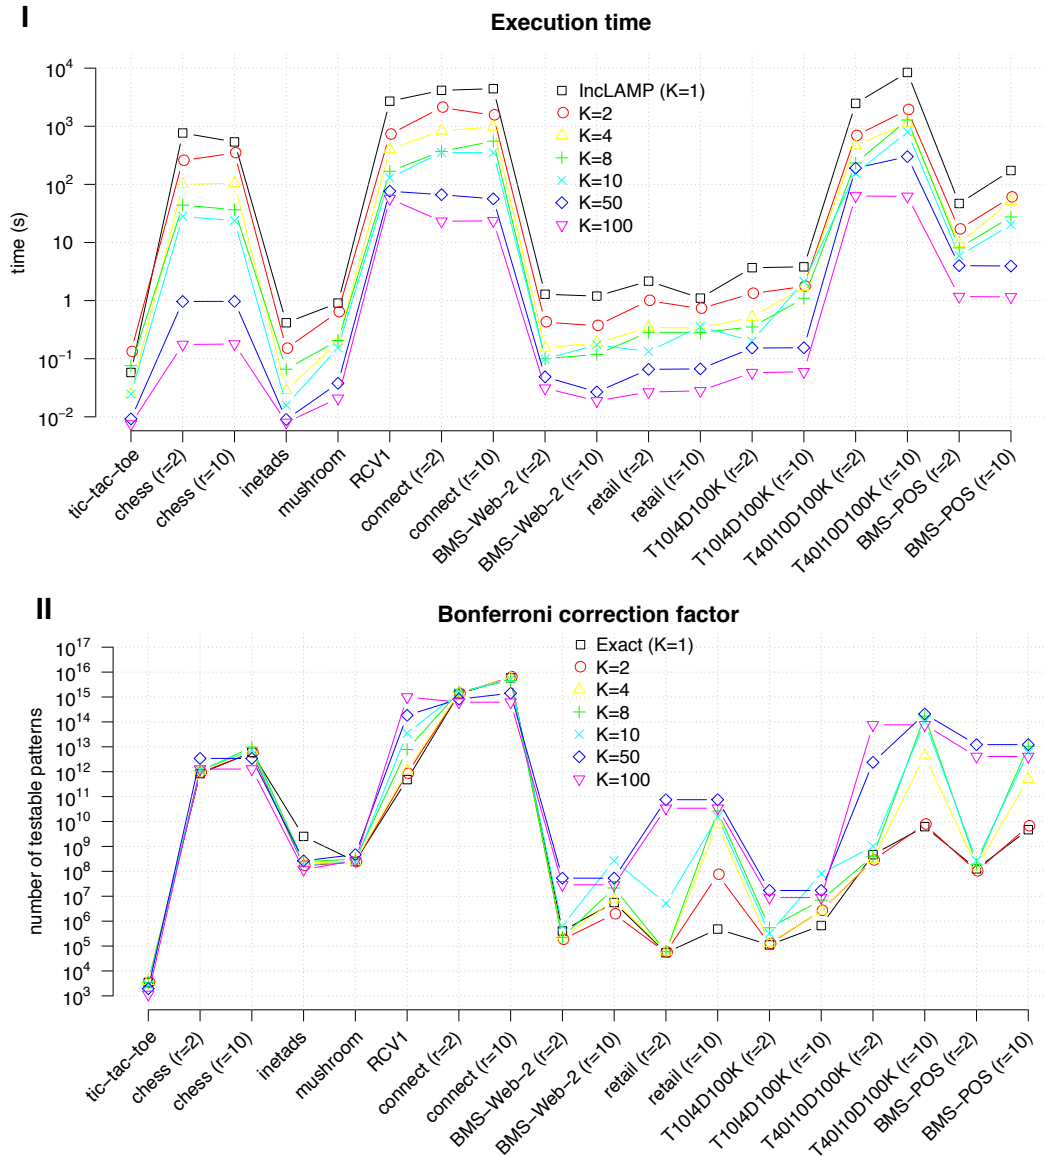 I
Execution time
10^4
10^3
10^2
10
1
10^−1
10^−2
time (s)
IncLAMP (K=1)
K=2
K=4
K=8
K=10
K=50
K=100
tic−tac−toe
chess (r=2)
chess (r=10)
inetads
mushroom
RCV1
connect (r=2)
connect (r=10)
BMS−Web−2 (r=2)
BMS−Web−2 (r=10)
retail (r=2)
retail (r=10)
T10I4D100K (r=2)
T10I4D100K (r=10)
T40I10D100K (r=2)
T40I10D100K (r=10)
BMS−POS (r=2)
BMS−POS (r=10)
II
Bonferroni correction factor
10^17
10^16
10^15
10^14
10^13
10^12
10^11
10^10
10^9
10^8
10^7
10^6
10^5
10^4
10^3
number of testable patterns
Exact (K=1)
K=2
K=4
K=8
K=10
K=50
K=100
tic−tac−toe
chess (r=2)
chess (r=10)
inetads
mushroom
RCV1
connect (r=2)
connect (r=10)
BMS−Web−2 (r=2)
BMS−Web−2 (r=10)
retail (r=2)
retail (r=10)
T10I4D100K (r=2)
T10I4D100K (r=10)
T40I10D100K (r=2)
T40I10D100K (r=10)
BMS−POS (r=2)
BMS−POS (r=10)